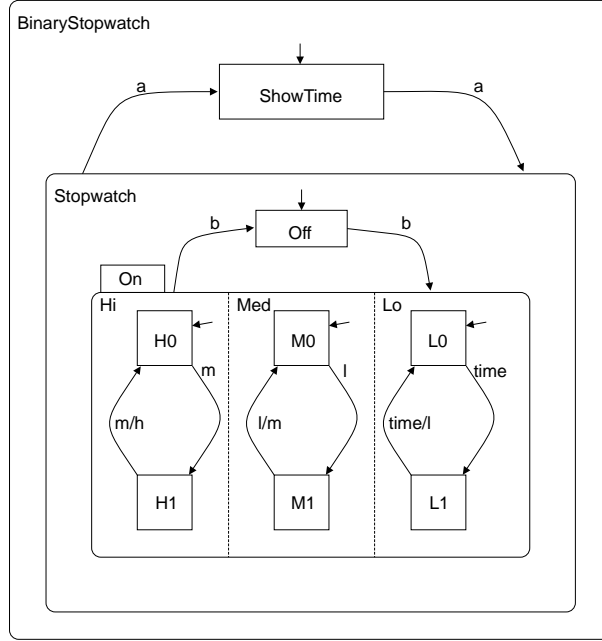 BinaryStopwatch
a
ShowTime
a
Stopwatch
b
Off
b
On
Hi
Med
Lo
H0
M0
L0
m
l
time
m/h
l/m
time/l
H1
M1
L1